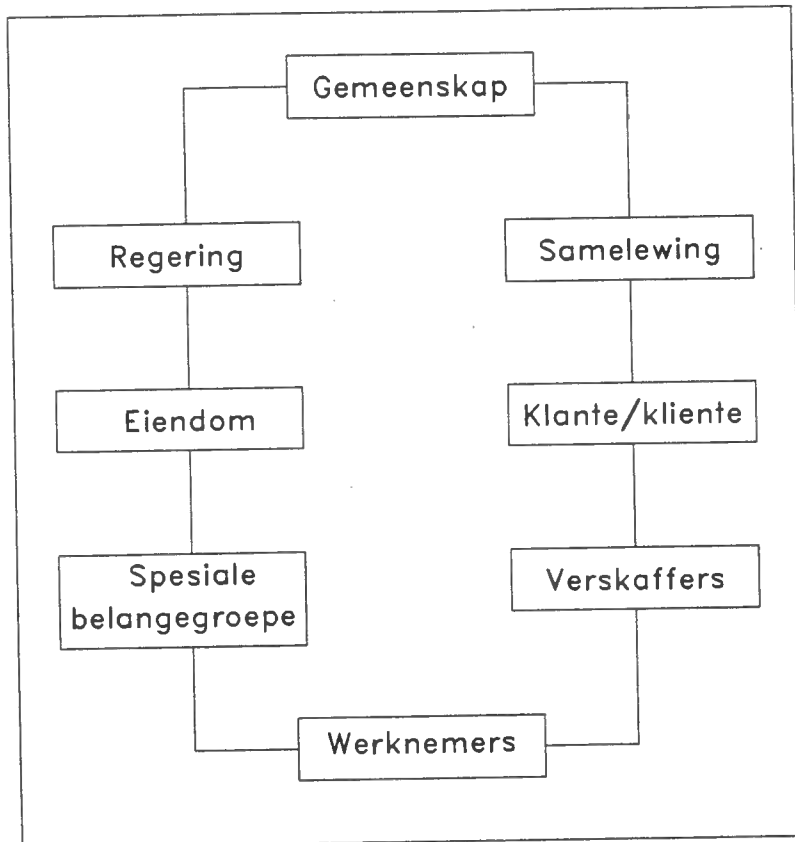 Gemeenskap
Regering
Samelewing
Eiendom
Klante/kliente
Spesiale
belangegroepe
Verskaffers
Werknemers